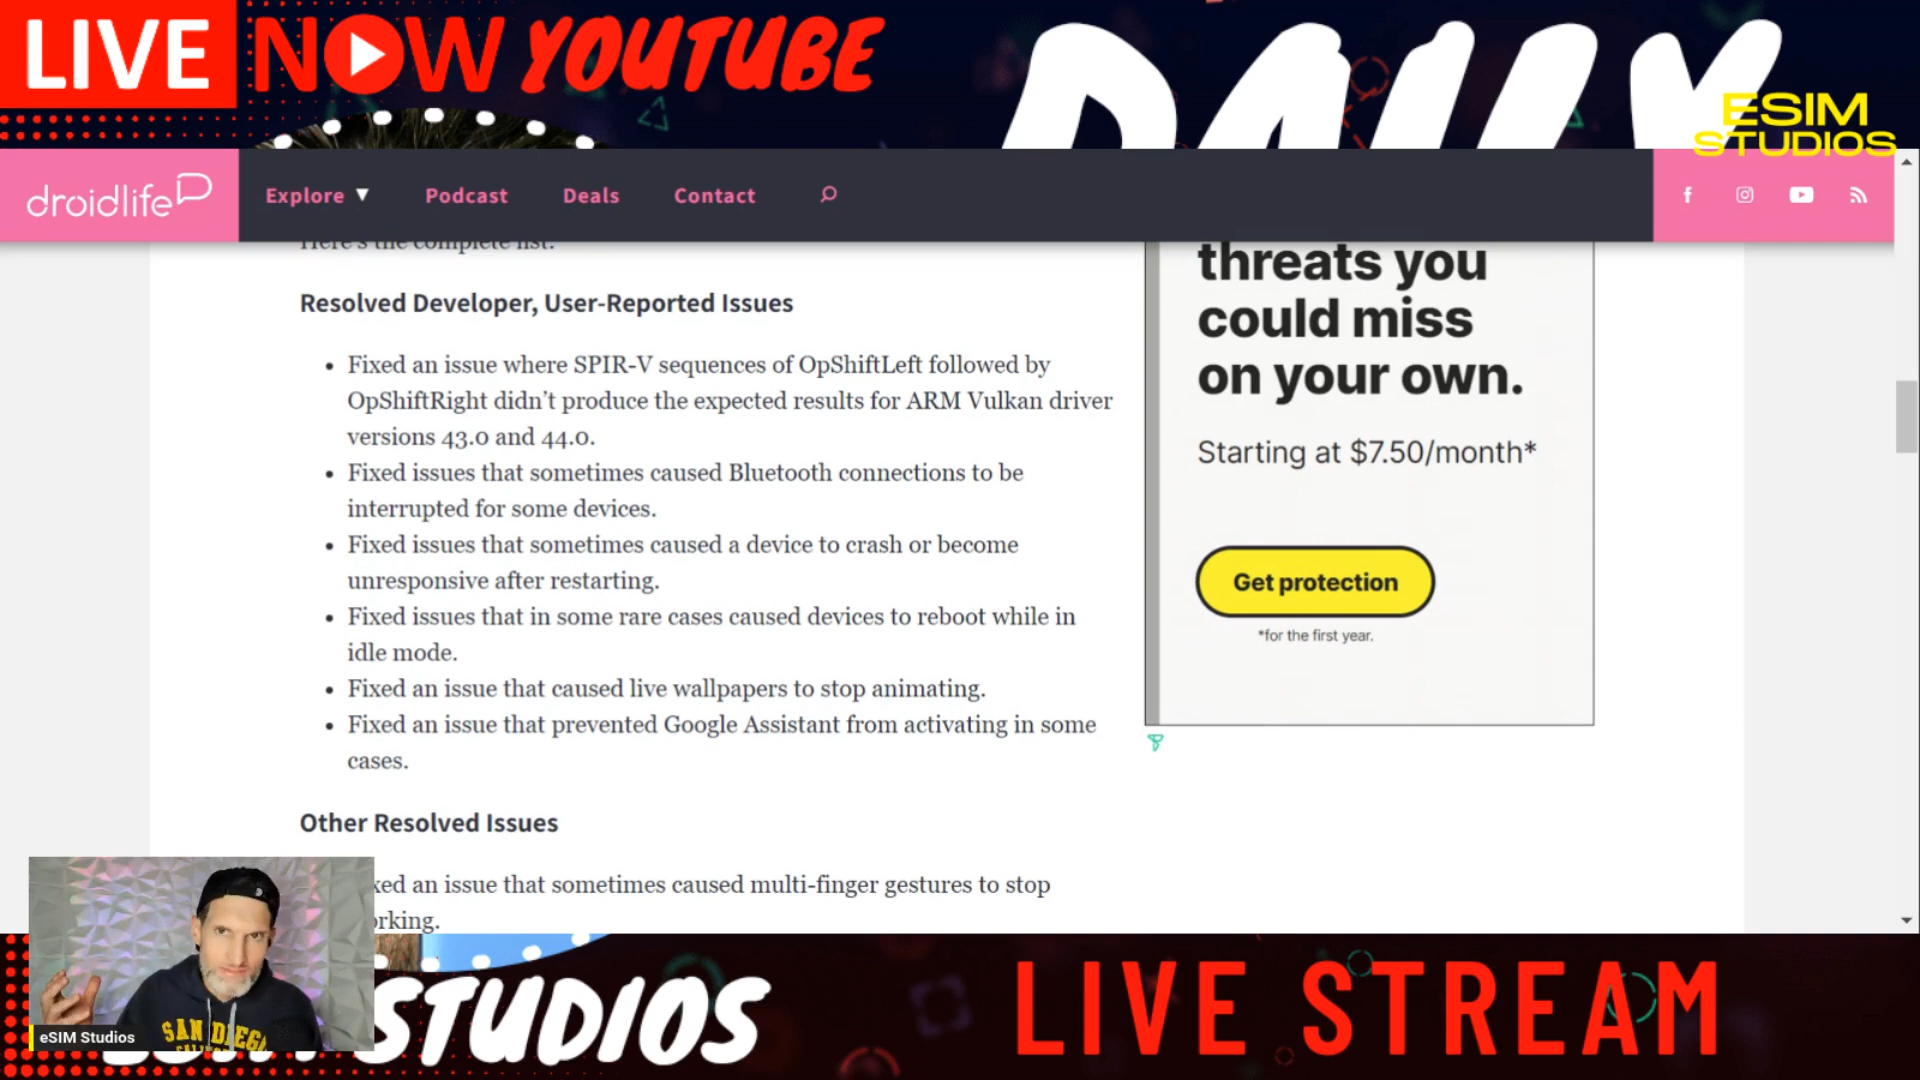 LIVE NOW YOUTUBE
DAILY
ESIM
STUDIOS
droidlife
Explore ▼ Podcast Deals Contact
Here's the complete list:
Resolved Developer, User-Reported Issues
• Fixed an issue where SPIR-V sequences of OpShiftLeft followed by
OpShiftRight didn't produce the expected results for ARM Vulkan driver
versions 43.0 and 44.0.
• Fixed issues that sometimes caused Bluetooth connections to be
interrupted for some devices.
• Fixed issues that sometimes caused a device to crash or become
unresponsive after restarting.
• Fixed issues that in some rare cases caused devices to reboot while in
idle mode.
• Fixed an issue that caused live wallpapers to stop animating.
• Fixed an issue that prevented Google Assistant from activating in some
cases.
Other Resolved Issues
xed an issue that sometimes caused multi-finger gestures to stop
orking.
threats you
could miss
on your own.
Starting at $7.50/month*
Get protection
*for the first year.
SAN DIEG
eSIM Studios
STUDIOS
LIVE STREAM